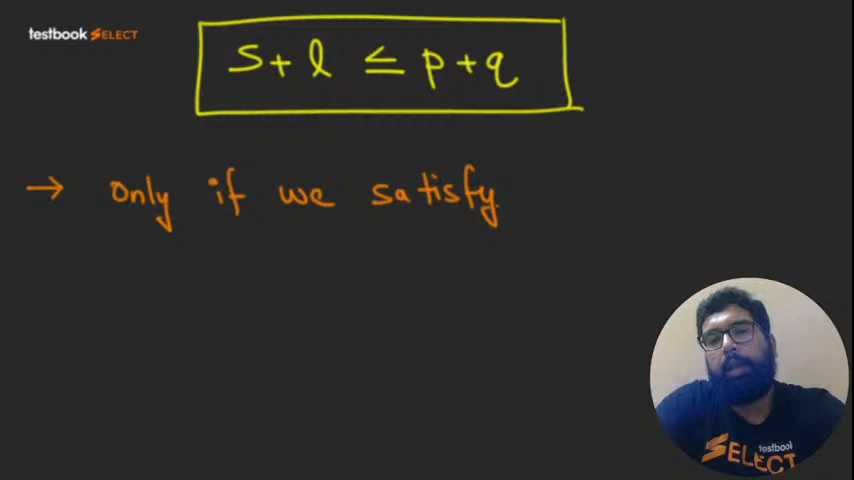 testbook SELECT
s + l ≤ p + q
→ only if we satisfy
testbook
SELECT